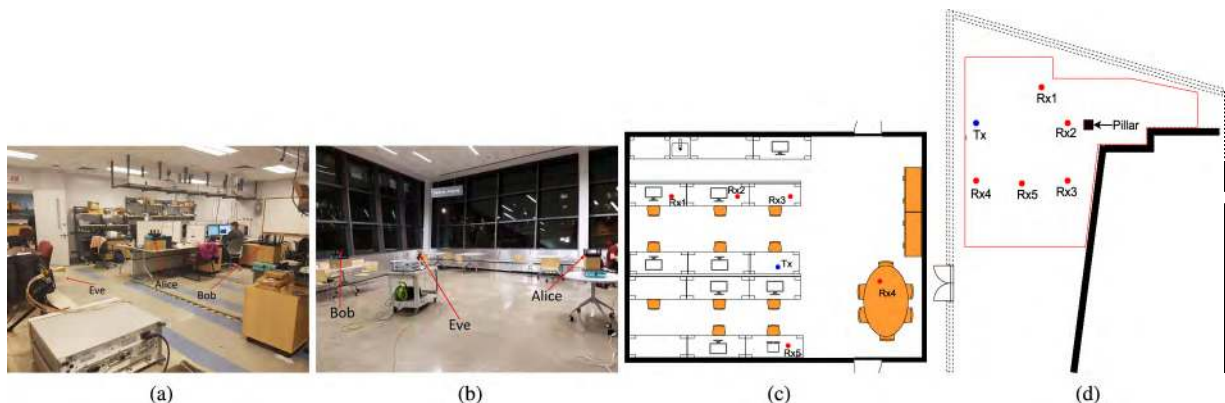 Eve
Alice
Bob
(a)
Bob
Eve
Alice
(b)
Rx1
Rx2
Rx3
Tx
Rx4
Rx5
(c)
Rx1
Tx
Rx2
Pillar
Rx4
Rx5
Rx3
(d)